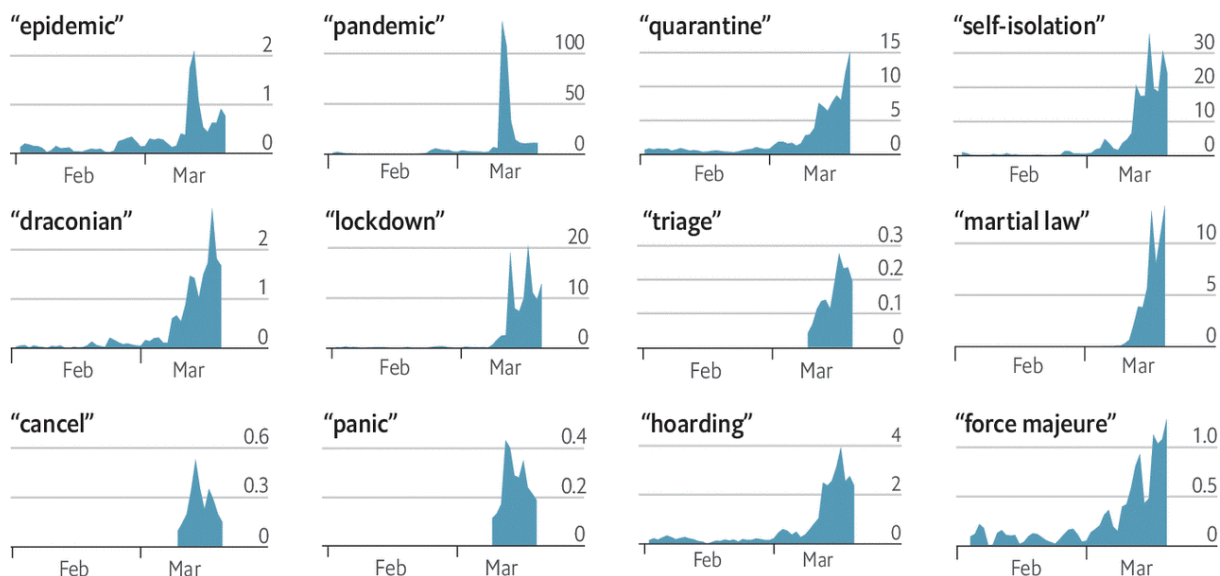 “epidemic”
2
1
0
Feb Mar
“pandemic”
100
50
0
Feb Mar
“quarantine”
15
10
5
0
Feb Mar
“self-isolation”
30
20
10
0
Feb Mar
“draconian”
2
1
0
Feb Mar
“lockdown”
20
10
0
Feb Mar
“triage”
0.3
0.2
0.1
0
Feb Mar
“martial law”
10
5
0
Feb Mar
“cancel”
0.6
0.3
0
Feb Mar
“panic”
0.4
0.2
0
Feb Mar
“hoarding”
4
2
0
Feb Mar
“force majeure”
1.0
0.5
0
Feb Mar